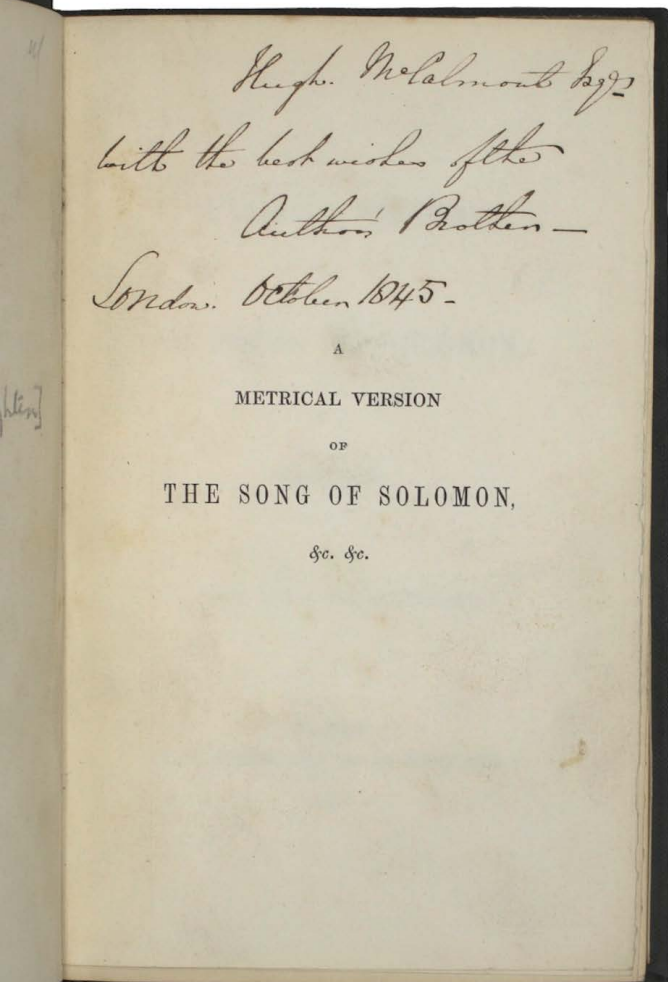 Hugh. McCalmont Esqre
with the best wishes of the
Author's Brother —
London. October 1845 -
A
METRICAL VERSION
OF
THE SONG OF SOLOMON,
&c. &c.